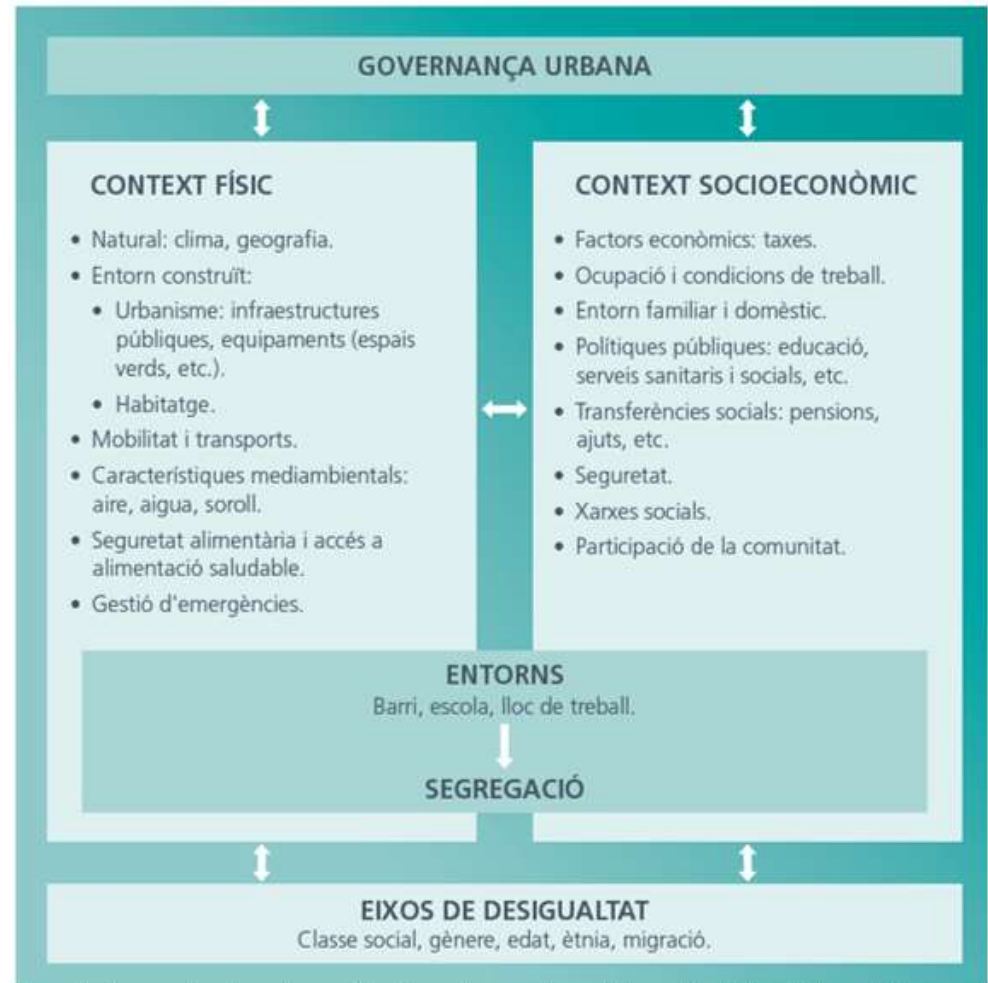 GOVERNANÇA URBANA
CONTEXT FÍSIC
• Natural: clima, geografia.
• Entorn construït:
• Urbanisme: infraestructures
públiques, equipaments (espais
verds, etc.).
• Habitatge.
• Mobilitat i transports.
• Característiques mediambientals:
aire, aigua, soroll.
• Seguretat alimentària i accés a
alimentació saludable.
• Gestió d'emergències.
CONTEXT SOCIOECONÒMIC
• Factors econòmics: taxes.
• Ocupació i condicions de treball.
• Entorn familiar i domèstic.
• Polítiques públiques: educació,
serveis sanitaris i socials, etc.
• Transferències socials: pensions,
ajuts, etc.
• Seguretat.
• Xarxes socials.
• Participació de la comunitat.
ENTORNS
Barri, escola, lloc de treball.
SEGREGACIÓ
EIXOS DE DESIGUALTAT
Classe social, gènere, edat, ètnia, migració.